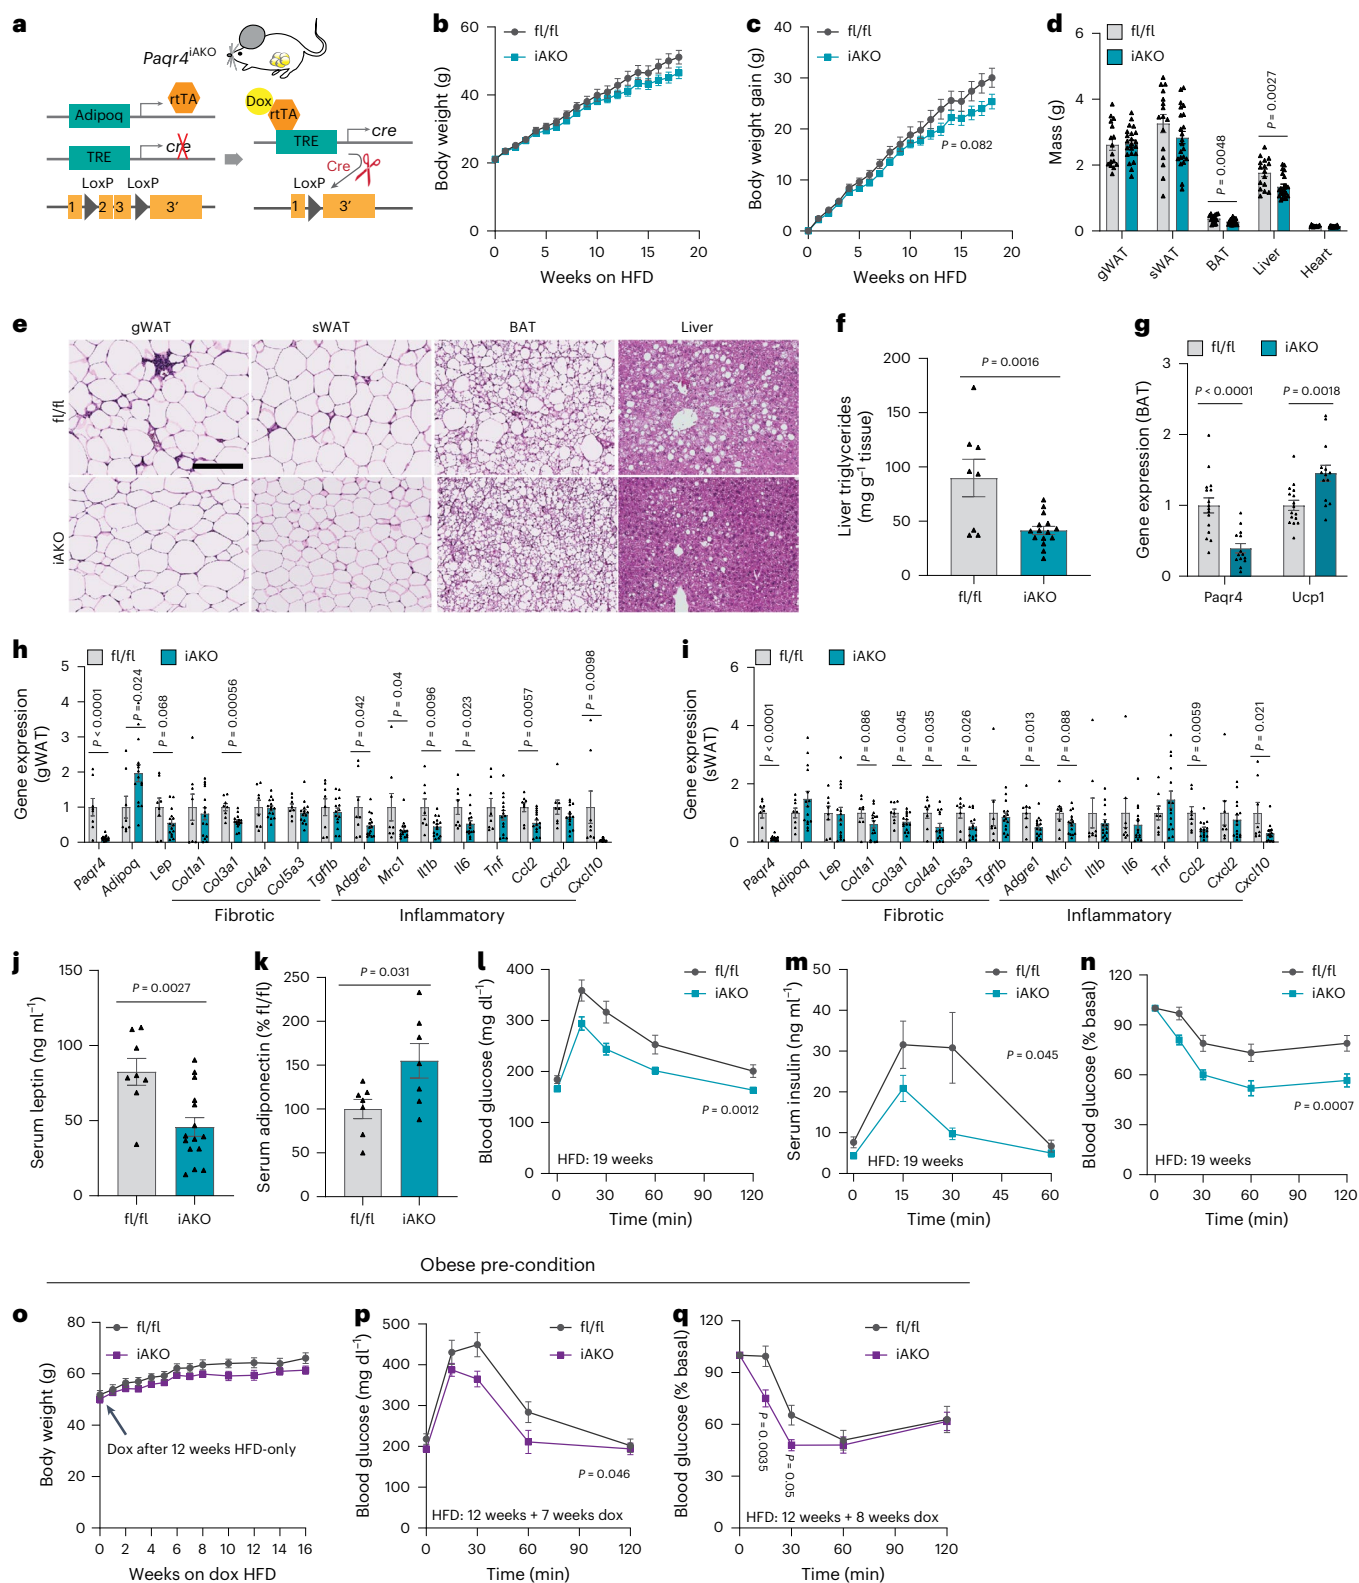 a
Paqr4iAKO
Adipoq
rtTA
TRE
cre
LoxP LoxP
1 2 3 3′
Dox
rtTA
TRE
cre
Cre
LoxP
1 3′
b
fl/fl
iAKO
Body weight (g)
60
40
20
0
0 5 10 15 20
Weeks on HFD
c
fl/fl
iAKO
Body weight gain (g)
40
30
20
10
0
P = 0.082
0 5 10 15 20
Weeks on HFD
d
fl/fl
iAKO
Mass (g)
6
4
2
0
P = 0.0048
P = 0.0027
gWAT sWAT BAT Liver Heart
e
gWAT sWAT BAT Liver
fl/fl
iAKO
f
Liver triglycerides
(mg g−1 tissue)
200
150
100
50
0
P = 0.0016
fl/fl iAKO
g
fl/fl iAKO
Gene expression (BAT)
3
2
1
0
P < 0.0001 P = 0.0018
Paqr4 Ucp1
h
fl/fl iAKO
Gene expression
(gWAT)
5
4
3
2
1
0
P < 0.0001
P = 0.024
P = 0.068
P = 0.00056
P = 0.042
P = 0.04
P = 0.0096
P = 0.023
P = 0.0057
P = 0.0098
Paqr4 Adipoq Lep Col1a1 Col3a1 Col4a1 Col5a3 Tgf1b Adgre1 Mrc1 Il1b Il6 Tnf Ccl2 Cxcl2 Cxcl10
Fibrotic Inflammatory
i
fl/fl iAKO
Gene expression
(sWAT)
6
4
2
0
P < 0.0001
P = 0.086
P = 0.045
P = 0.035
P = 0.026
P = 0.013
P = 0.088
P = 0.0059
P = 0.021
Paqr4 Adipoq Lep Col1a1 Col3a1 Col4a1 Col5a3 Tgf1b Adgre1 Mrc1 Il1b Il6 Tnf Ccl2 Cxcl2 Cxcl10
Fibrotic Inflammatory
j
Serum leptin (ng ml−1)
150
100
50
0
P = 0.0027
fl/fl iAKO
k
Serum adiponectin (% fl/fl)
250
200
150
100
50
0
P = 0.031
fl/fl iAKO
l
fl/fl
iAKO
Blood glucose (mg dl−1)
400
300
200
100
0
P = 0.0012
HFD: 19 weeks
0 30 60 90 120
Time (min)
m
fl/fl
iAKO
Serum insulin (ng ml−1)
50
40
30
20
10
0
P = 0.045
HFD: 19 weeks
0 15 30 45 60
Time (min)
n
fl/fl
iAKO
Blood glucose (% basal)
120
90
60
30
0
P = 0.0007
HFD: 19 weeks
0 30 60 90 120
Time (min)
Obese pre-condition
o
fl/fl
iAKO
Body weight (g)
80
60
40
20
0
Dox after 12 weeks HFD-only
0 2 4 6 8 10 12 14 16
Weeks on dox HFD
p
fl/fl
iAKO
Blood glucose (mg dl−1)
500
400
300
200
100
0
P = 0.046
HFD: 12 weeks + 7 weeks dox
0 30 60 90 120
Time (min)
q
fl/fl
iAKO
Blood glucose (% basal)
120
90
60
30
0
P = 0.0035
P = 0.05
HFD: 12 weeks + 8 weeks dox
0 30 60 90 120
Time (min)